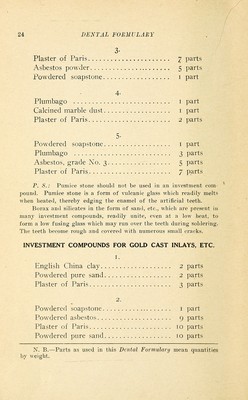 24 DENTAL FORMULARY
3.
Plaster of Paris...................... 7 parts
Asbestos powder...................... 5 parts
Powdered soapstone................... 1 part
4.
Plumbago ........................... 1 part
Calcined marble dust.................. 1 part
Plaster of Paris...................... 2 parts
5.
Powdered soapstone.................. 1 part
Plumbago ........................... 3 parts
Asbestos, grade No. 3................. 5 parts
Plaster of Paris...................... 7 parts
P. S.: Pumice stone should not be used in an investment com-
pound. Pumice stone is a form of vulcanic glass which readily melts
when heated, thereby edging the enamel of the artificial teeth.
Borax and silicates in the form of sand, etc., which are present in
many investment compounds, readily unite, even at a low heat, to
form a low fusing glass which may run over the teeth during soldering.
The teeth become rough and covered with numerous small cracks.
INVESTMENT COMPOUNDS FOR GOLD CAST INLAYS, ETC.
1.
English China clay.................... 2 parts
Powdered pure sand................... 2 parts
Plaster of Paris...................... 3 parts
2.
Powdered soapstone................... 1 part
Powdered asbestos.................... 9 parts
Plaster of Paris...................... 10 parts
Powdered pure sand................... 10 parts
N. B.—Parts as used in this Dental Formulary mean quantities
by weight.